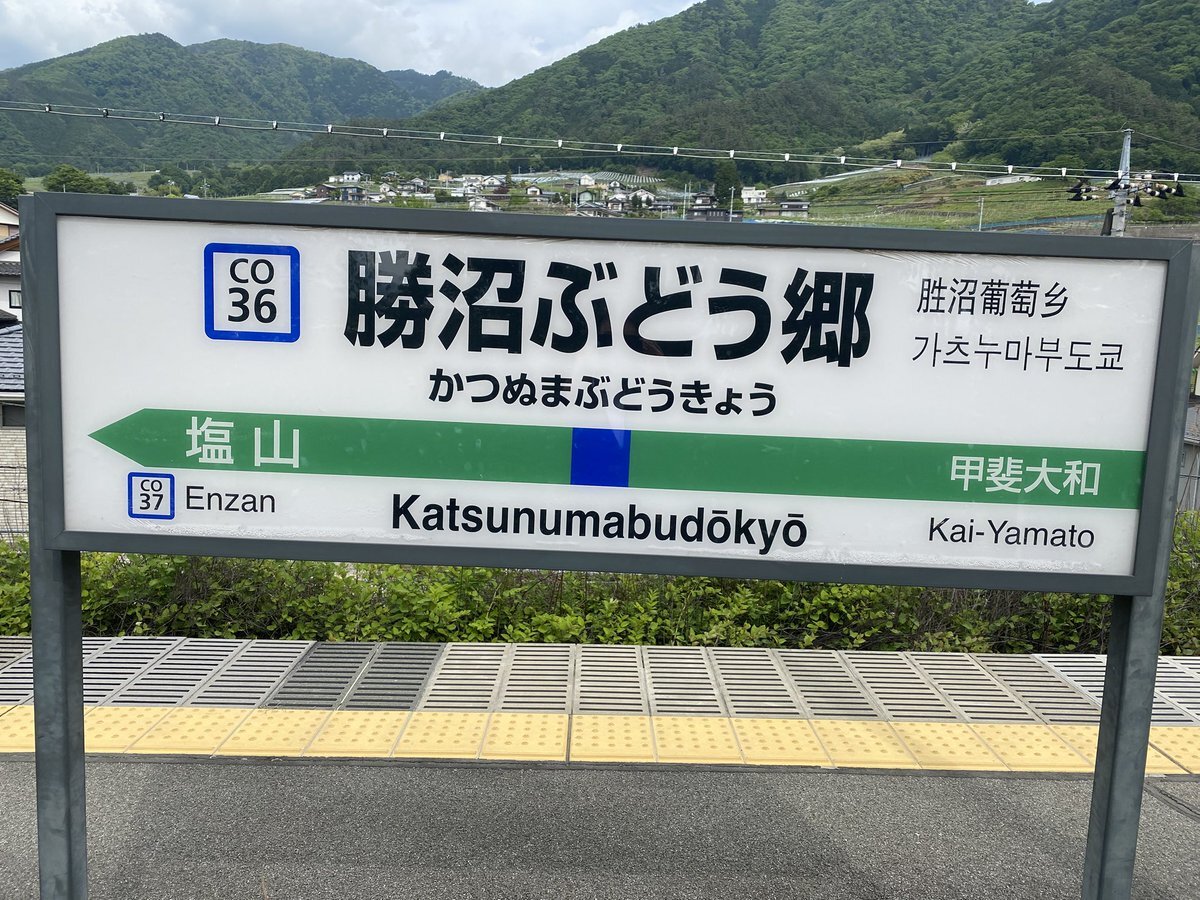 CO
36
勝沼ぶどう郷
かつぬまぶどうきょう
胜沼葡萄乡
가츠누마부도쿄
塩山
甲斐大和
CO
37
Enzan
Katsunumabudōkyō
Kai-Yamato